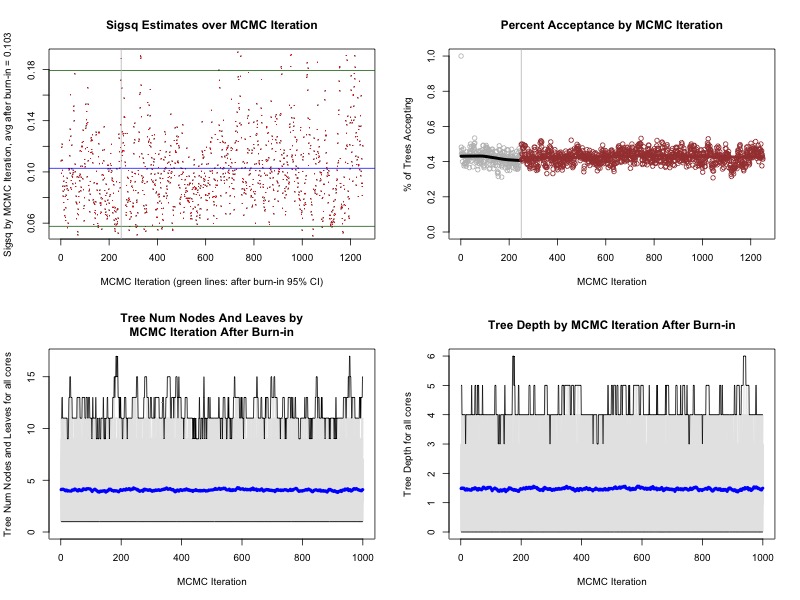 Sigsq Estimates over MCMC Iteration
Sigsq by MCMC Iteration, avg after burn-in = 0.103
0.18
0.14
0.10
0.06
0 200 400 600 800 1000 1200
MCMC Iteration (green lines: after burn-in 95% CI)
Percent Acceptance by MCMC Iteration
% of Trees Accepting
1.0
0.8
0.6
0.4
0.2
0.0
0 200 400 600 800 1000 1200
MCMC Iteration
Tree Num Nodes And Leaves by
MCMC Iteration After Burn-in
Tree Num Nodes and Leaves for all cores
15
10
5
0
0 200 400 600 800 1000
MCMC Iteration
Tree Depth by MCMC Iteration After Burn-in
Tree Depth for all cores
6
5
4
3
2
1
0
0 200 400 600 800 1000
MCMC Iteration